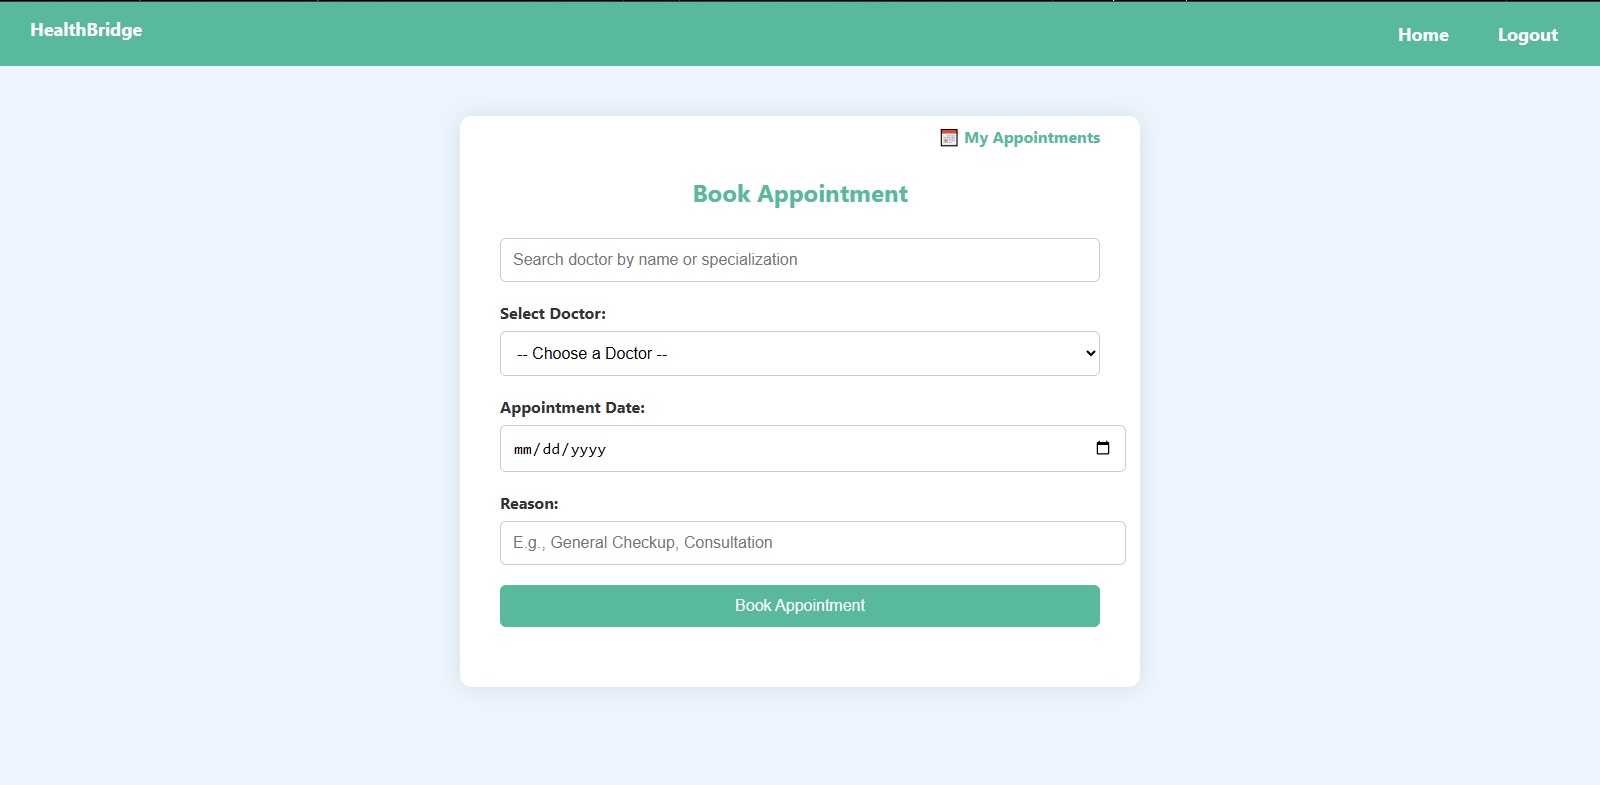 HealthBridge
Home Logout
My Appointments
Book Appointment
Search doctor by name or specialization
Select Doctor:
-- Choose a Doctor --
Appointment Date:
mm/dd/yyyy
Reason:
E.g., General Checkup, Consultation
Book Appointment